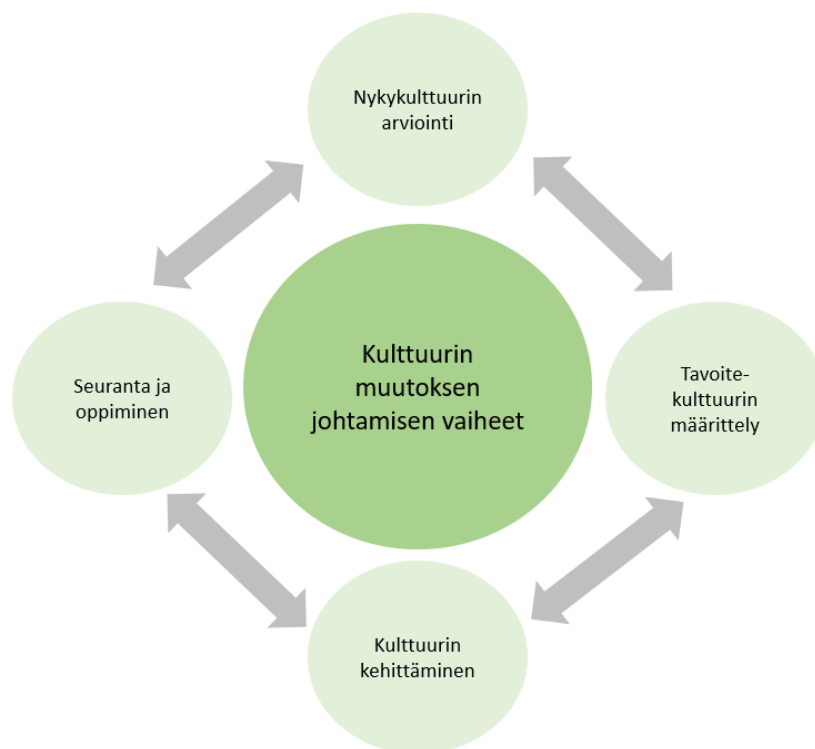 Nykykulttuurin
arviointi
Kulttuurin
muutoksen
johtamisen vaiheet
Seuranta ja
oppiminen
Tavoite-
kulttuurin
määrittely
Kulttuurin
kehittäminen